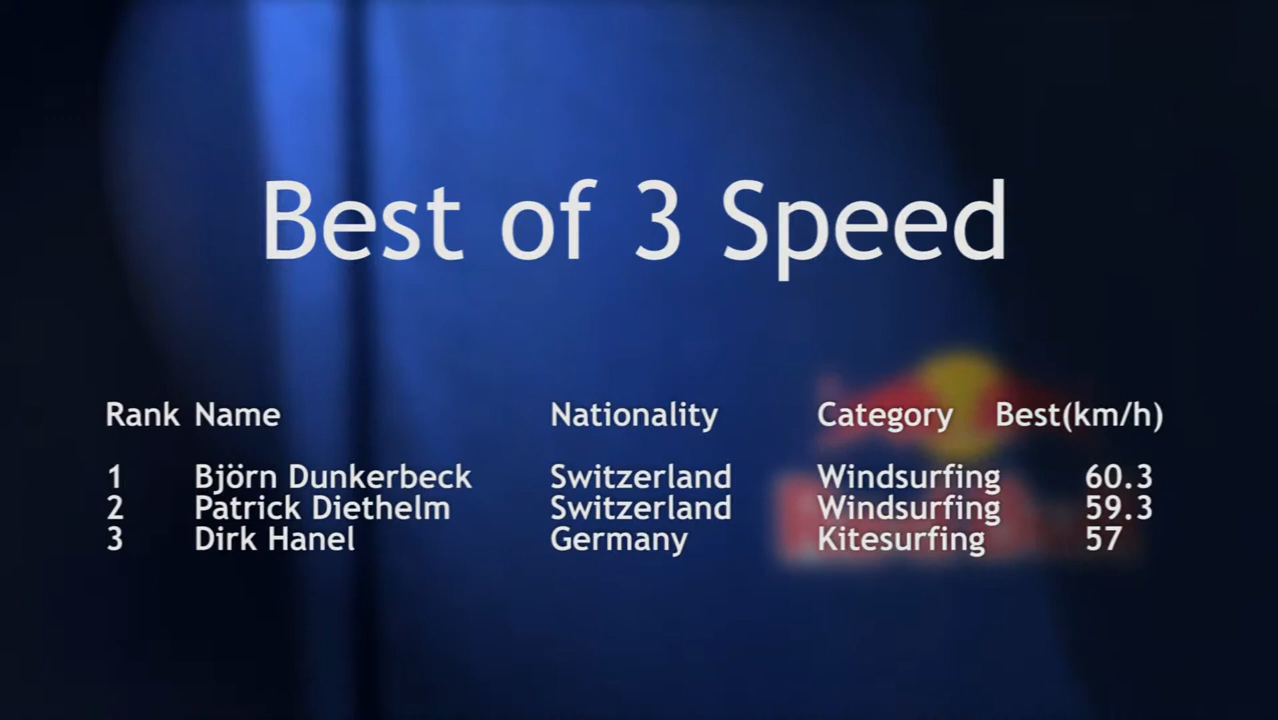 Best of 3 Speed
Rank Name Nationality Category Best(km/h)
1 Björn Dunkerbeck Switzerland Windsurfing 60.3
2 Patrick Diethelm Switzerland Windsurfing 59.3
3 Dirk Hanel Germany Kitesurfing 57